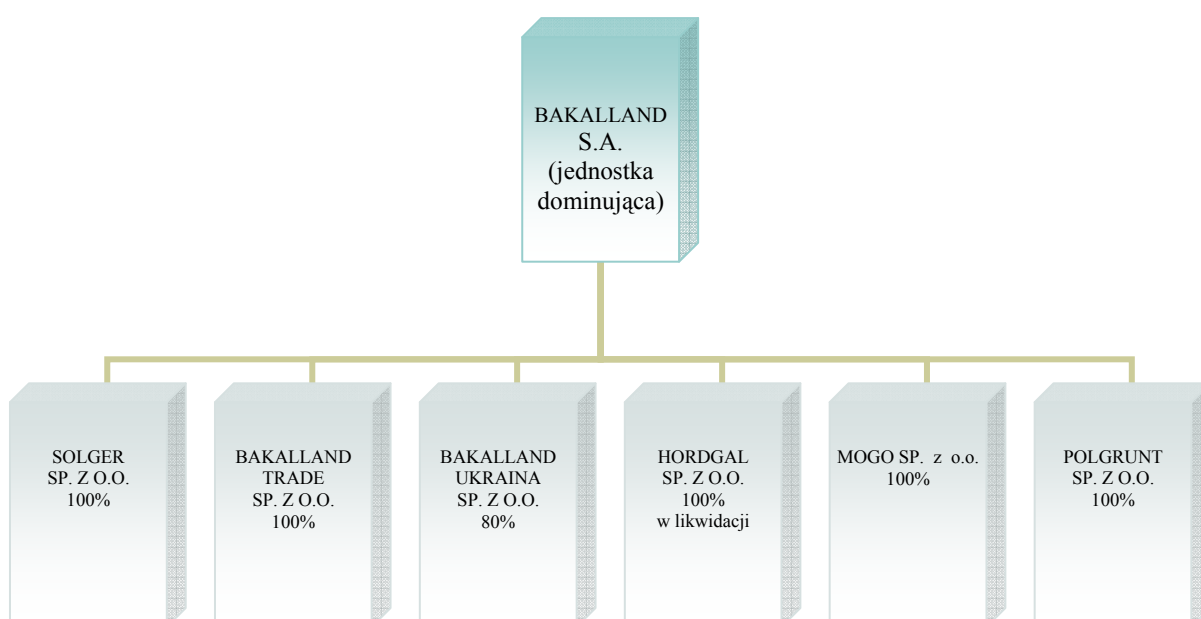 BAKALLAND
S.A.
(jednostka
dominująca)
SOLGER
SP. Z O.O.
100%
BAKALLAND
TRADE
SP. Z O.O.
100%
BAKALLAND
UKRAINA
SP. Z O.O.
80%
HORDGAL
SP. Z O.O.
100%
w likwidacji
MOGO SP. z o.o.
100%
POLGRUNT
SP. Z O.O.
100%